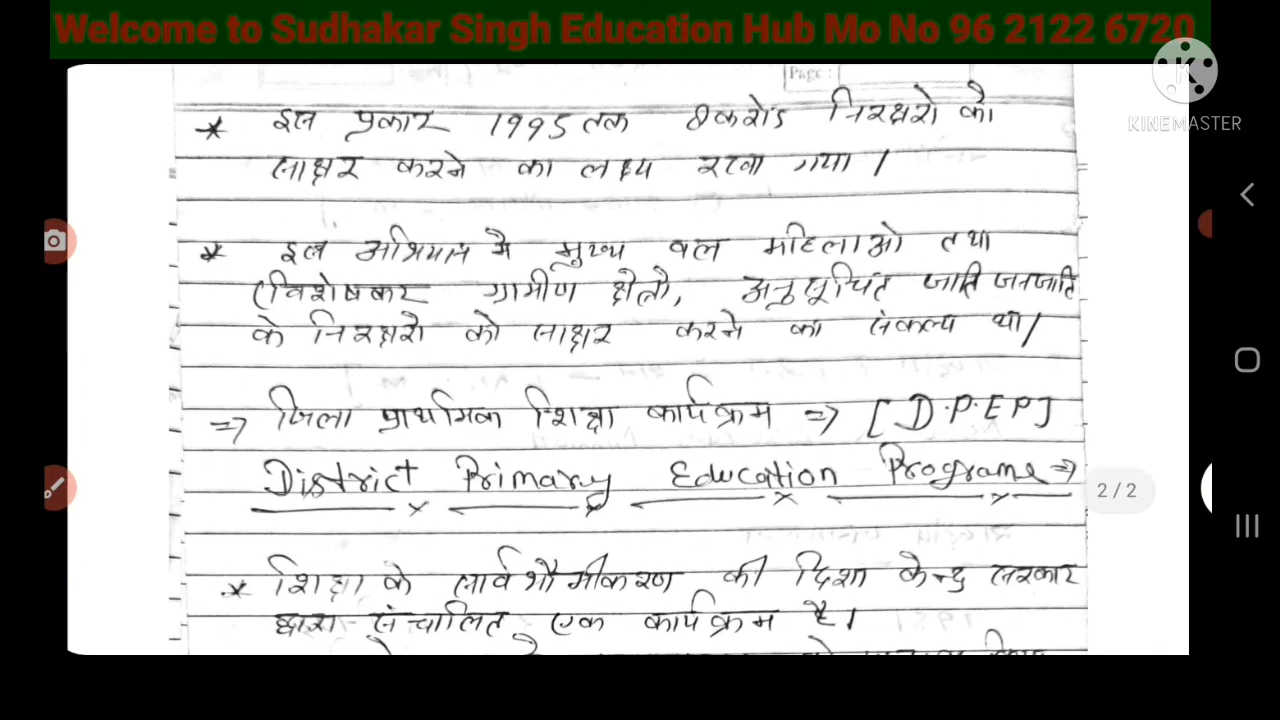 Welcome to Sudhakar Singh Education Hub Mo No 96 2122 6720
Page :
KINEMASTER
* इस प्रकार 1995 तक 8 करोड निरक्षरो को
साक्षर करने का लक्ष्य रखा गया।
* इस अभियान मे मुख्य बल महिलाओ तथा
(विशेषकर ग्रामीण क्षेत्रो, अनुसूचित जाति जनजाति
के निरक्षरो को साक्षर करने का संकल्प था।
⇒ जिला प्राथमिक शिक्षा कार्यक्रम ⇒ [D.P.E.P]
District Primary Education Programe ⇒
2 / 2
* शिक्षा के सार्वभौमीकरण की दिशा केन्द्र सरकार
द्वारा संचालित एक कार्यक्रम है।